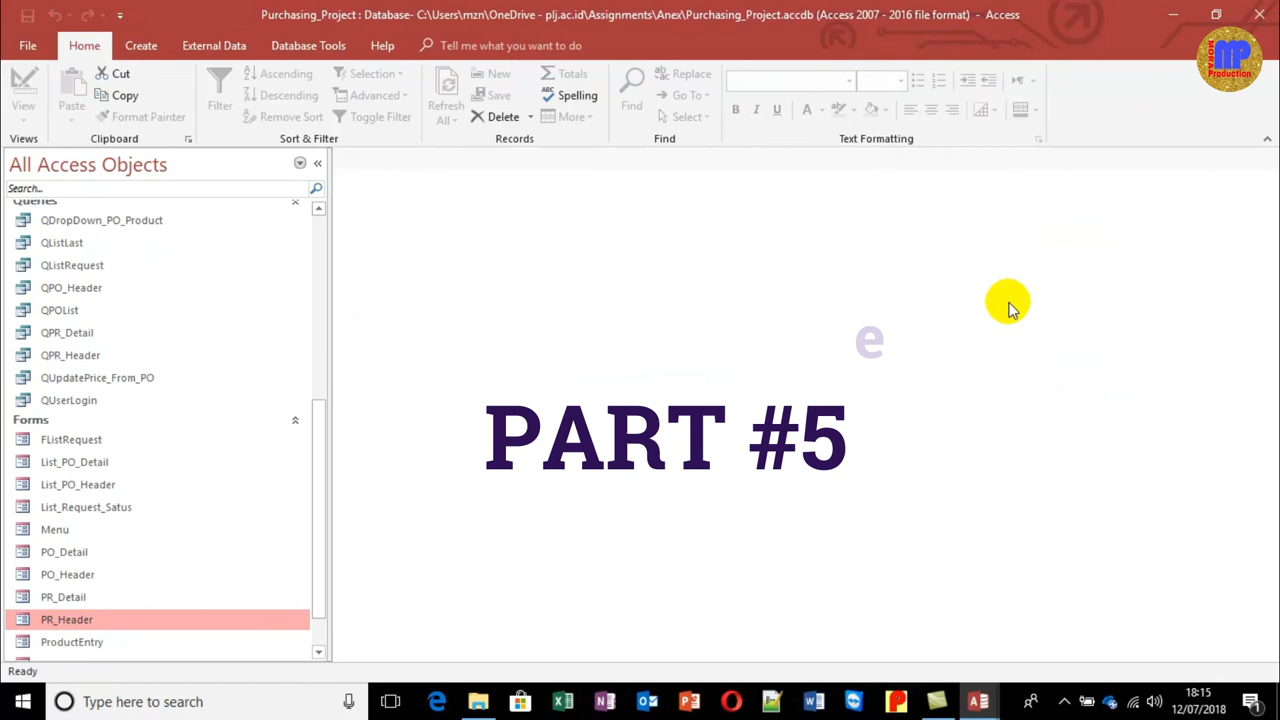 Purchasing_Project : Database- C:\Users\mzn\OneDrive - plj.ac.id\Assignments\Anex\Purchasing_Project.accdb (Access 2007 - 2016 file format) - Access
File Home Create External Data Database Tools Help Tell me what you want to do
MORA
MP
Production
View
Paste
Cut
Copy
Format Painter
Filter
Ascending
Descending
Remove Sort
Selection
Advanced
Toggle Filter
Refresh
All
New
Save
Delete
Totals
Spelling
More
Find
Replace
Go To
Select
B I U A
Views Clipboard Sort & Filter Records Find Text Formatting
All Access Objects
Search...
Queries
QDropDown_PO_Product
QListLast
QListRequest
QPO_Header
QPOList
QPR_Detail
QPR_Header
QUpdatePrice_From_PO
QUserLogin
Forms
FListRequest
List_PO_Detail
List_PO_Header
List_Request_Satus
Menu
PO_Detail
PO_Header
PR_Detail
PR_Header
ProductEntry
e
PART #5
Ready
Type here to search
18:15
12/07/2018